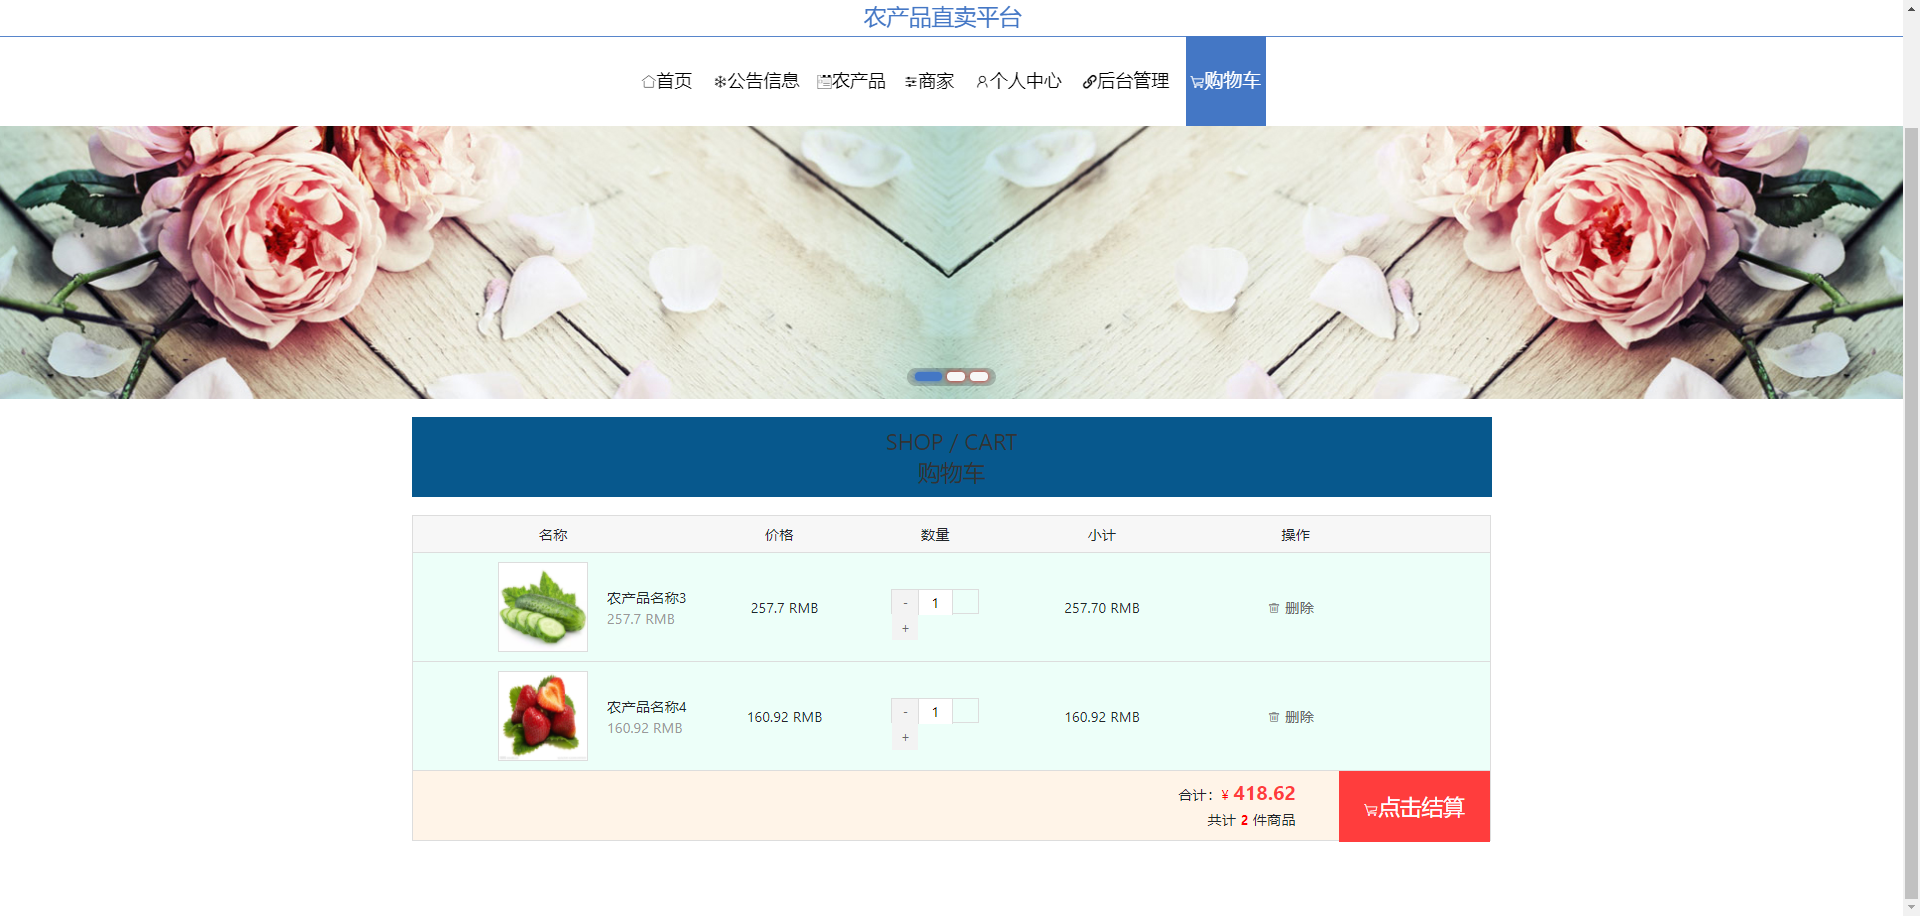 农产品直卖平台
首页 公告信息 农产品 商家 个人中心 后台管理 购物车
SHOP / CART
购物车
名称 价格 数量 小计 操作
农产品名称3
257.7 RMB
257.7 RMB
- 1
+
257.70 RMB
删除
农产品名称4
160.92 RMB
160.92 RMB
- 1
+
160.92 RMB
删除
合计：¥ 418.62
共计 2 件商品
点击结算